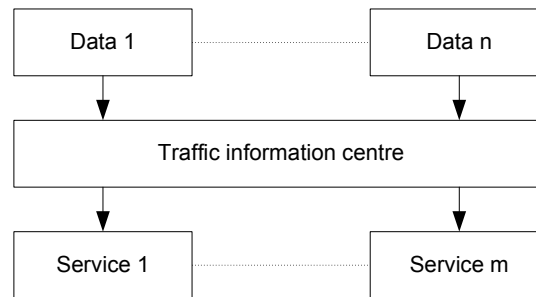 Data 1
Data n
Traffic information centre
Service 1
Service m